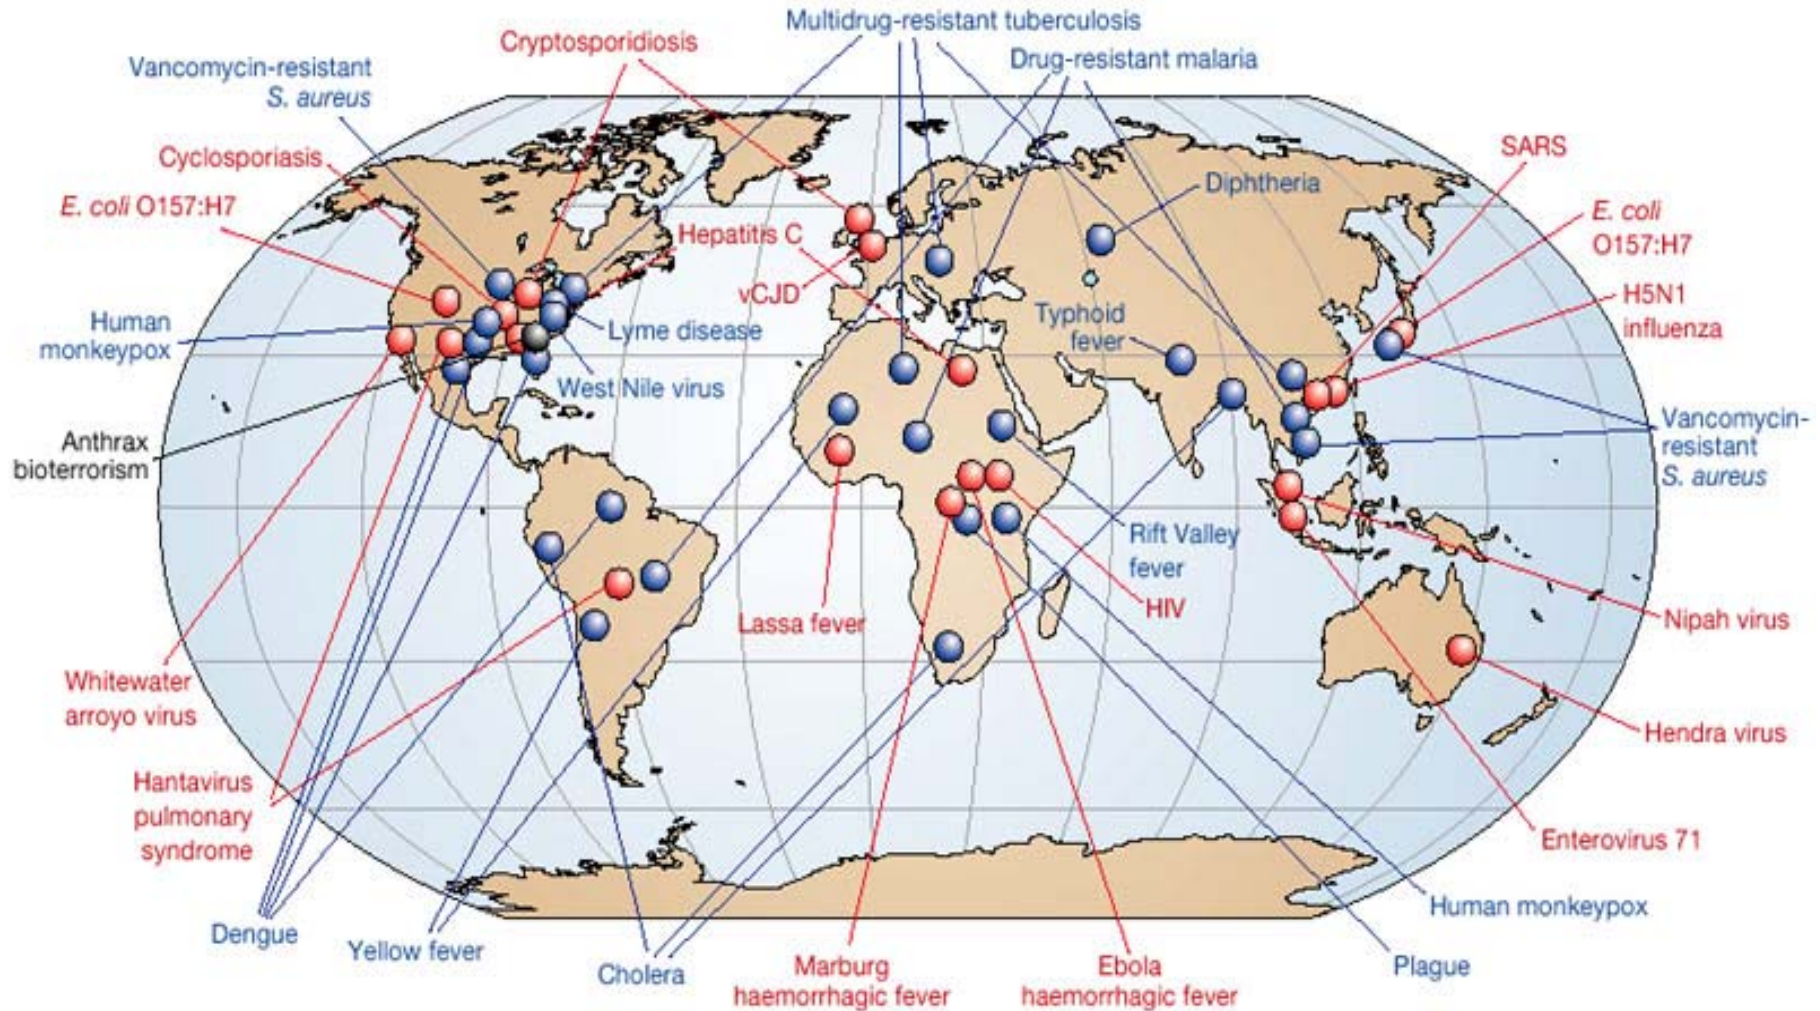 Multidrug-resistant tuberculosis
Cryptosporidiosis
Drug-resistant malaria
Vancomycin-resistant
S. aureus
SARS
Cyclosporiasis
Diphtheria
E. coli O157:H7
E. coli
O157:H7
Hepatitis C
vCJD
H5N1
influenza
Human
monkeypox
Lyme disease
Typhoid
fever
West Nile virus
Vancomycin-
resistant
S. aureus
Anthrax
bioterrorism
Rift Valley
fever
HIV
Lassa fever
Nipah virus
Whitewater
arroyo virus
Hendra virus
Hantavirus
pulmonary
syndrome
Enterovirus 71
Human monkeypox
Dengue
Yellow fever
Cholera
Marburg
haemorrhagic fever
Ebola
haemorrhagic fever
Plague